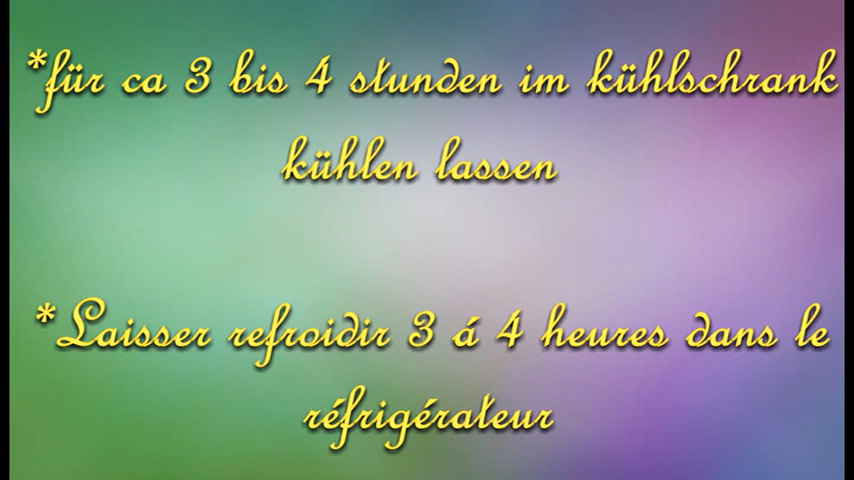 *für ca 3 bis 4 stunden im kühlschrank
kühlen lassen
*Laisser refroidir 3 á 4 heures dans le
réfrigérateur